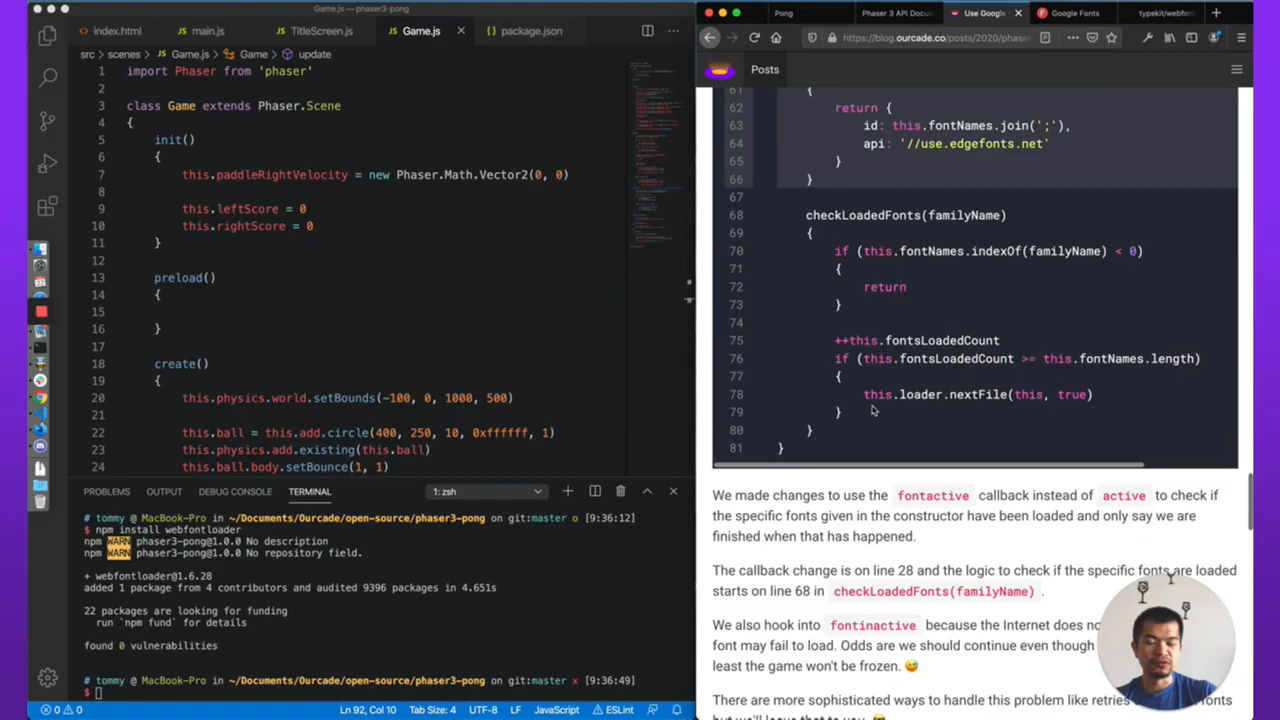 Game.js — phaser3-pong
index.html
main.js
TitleScreen.js
Game.js
package.json
src > scenes > Game.js > Game > update
1 import Phaser from 'phaser'
2
3 class Game extends Phaser.Scene
4 {
5 init()
6 {
7 this.paddleRightVelocity = new Phaser.Math.Vector2(0, 0)
8
9 this.leftScore = 0
10 this.rightScore = 0
11 }
12
13 preload()
14 {
15
16 }
17
18 create()
19 {
20 this.physics.world.setBounds(-100, 0, 1000, 500)
21
22 this.ball = this.add.circle(400, 250, 10, 0xffffff, 1)
23 this.physics.add.existing(this.ball)
24 this.ball.body.setBounce(1, 1)
PROBLEMS OUTPUT DEBUG CONSOLE TERMINAL 1: zsh
# tommy @ MacBook-Pro in ~/Documents/Ourcade/open-source/phaser3-pong on git:master o [9:36:12]
$ npm install webfontloader
npm WARN phaser3-pong@1.0.0 No description
npm WARN phaser3-pong@1.0.0 No repository field.
+ webfontloader@1.6.28
added 1 package from 4 contributors and audited 9396 packages in 4.651s
22 packages are looking for funding
run `npm fund` for details
found 0 vulnerabilities
# tommy @ MacBook-Pro in ~/Documents/Ourcade/open-source/phaser3-pong on git:master x [9:36:49]
$
0 0 Ln 92, Col 10 Tab Size: 4 UTF-8 LF JavaScript ESLint
Pong
Phaser 3 API Docu
Use Google
Google Fonts
typekit/webfon
https://blog.ourcade.co/posts/2020/phase
Posts
61 {
62 return {
63 id: this.fontNames.join(';'),
64 api: '//use.edgefonts.net'
65 }
66 }
67
68 checkLoadedFonts(familyName)
69 {
70 if (this.fontNames.indexOf(familyName) < 0)
71 {
72 return
73 }
74
75 ++this.fontsLoadedCount
76 if (this.fontsLoadedCount >= this.fontNames.length)
77 {
78 this.loader.nextFile(this, true)
79 }
80 }
81 }
We made changes to use the fontactive callback instead of active to check if
the specific fonts given in the constructor have been loaded and only say we are
finished when that has happened.
The callback change is on line 28 and the logic to check if the specific fonts are loaded
starts on line 68 in checkLoadedFonts(familyName) .
We also hook into fontinactive because the Internet does no
font may fail to load. Odds are we should continue even though
least the game won't be frozen. 😅
There are more sophisticated ways to handle this problem like retries fonts
but we'll leave that to you. 😎